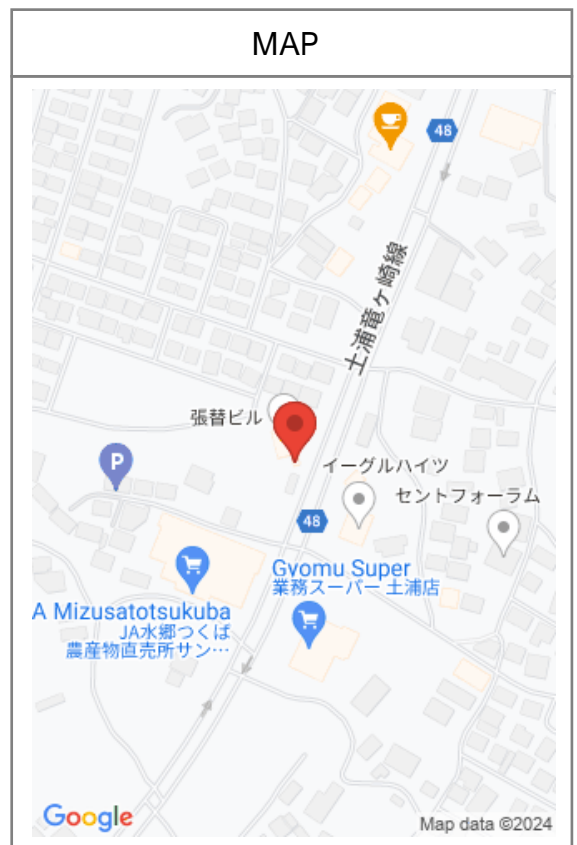 MAP
48
土浦竜ヶ崎線
張替ビル
P
イーグルハイツ
セントフォーラム
48
Gyomu Super
業務スーパー 土浦店
A Mizusatotsukuba
JA水郷つくば
農産物直売所サン…
Google
Map data ©2024